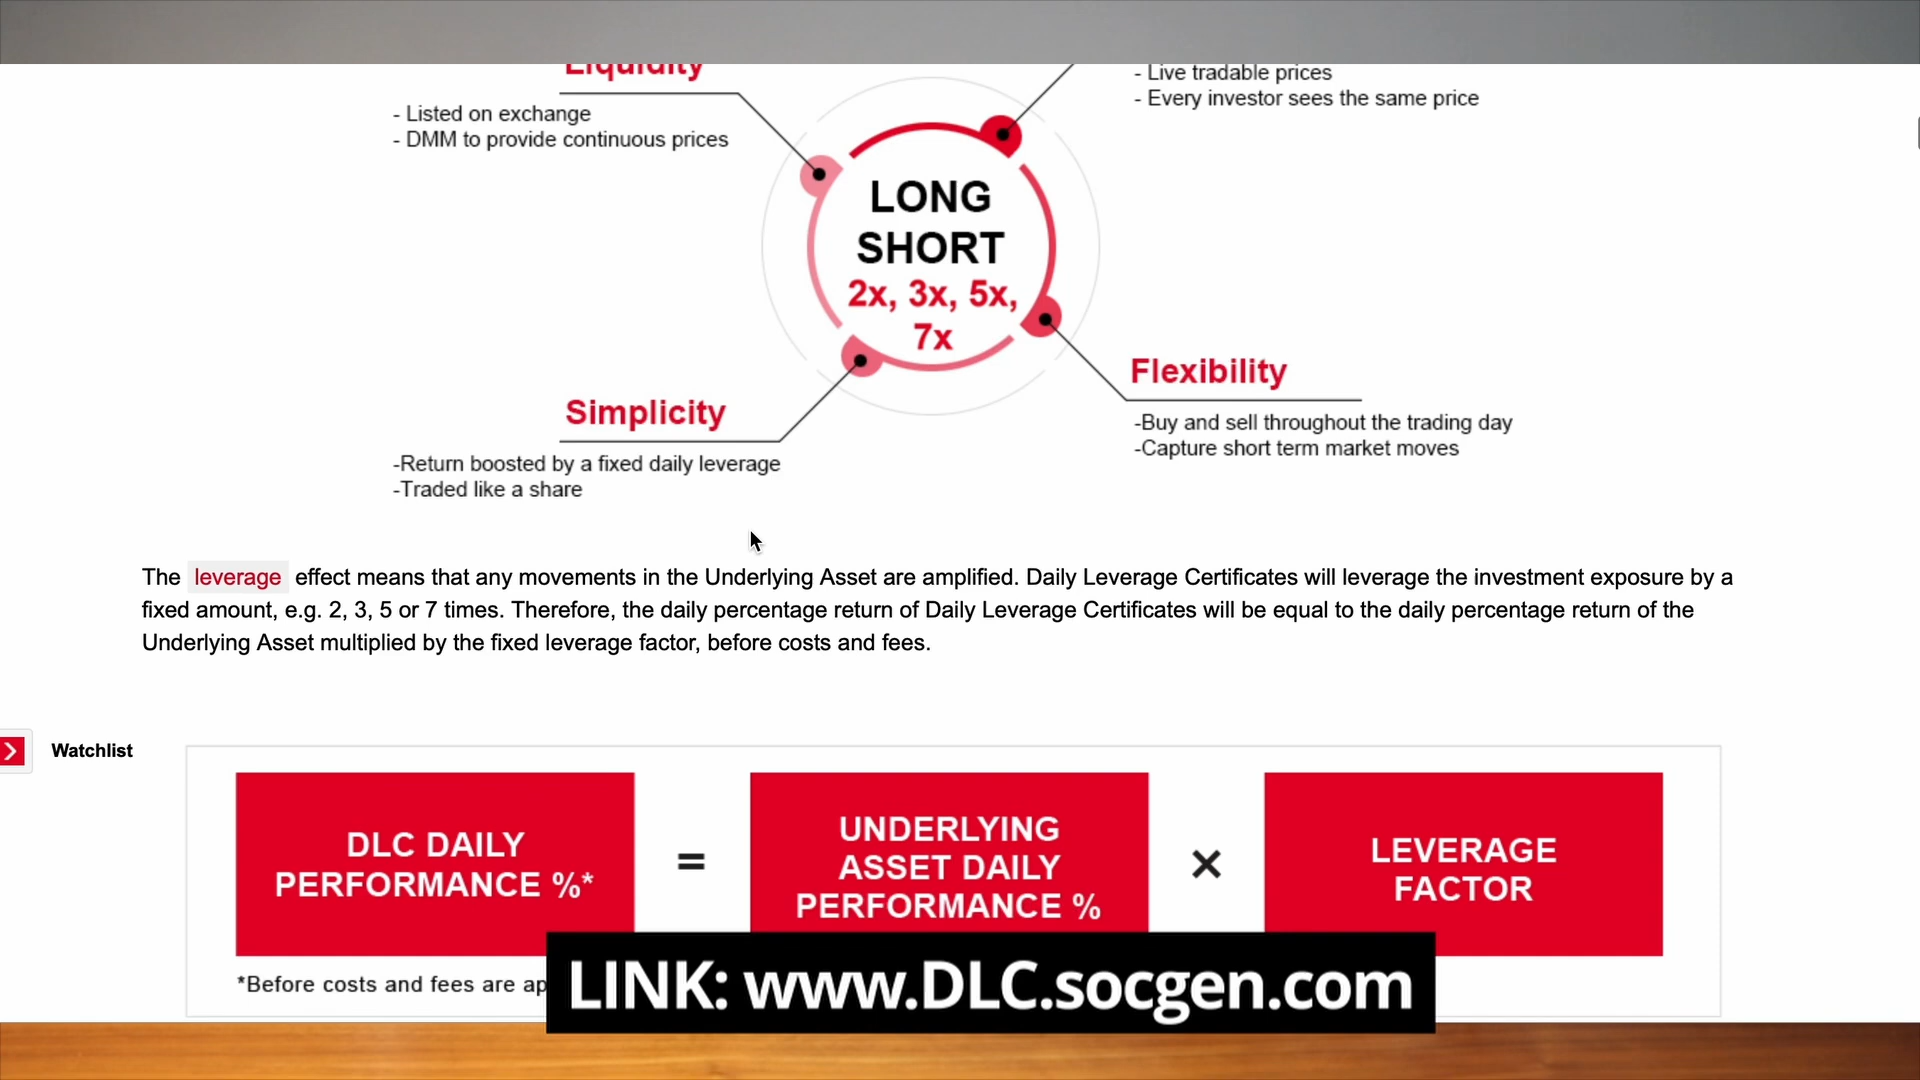 Liquidity
- Listed on exchange
- DMM to provide continuous prices
- Live tradable prices
- Every investor sees the same price
LONG
SHORT
2x, 3x, 5x,
7x
Simplicity
-Return boosted by a fixed daily leverage
-Traded like a share
Flexibility
-Buy and sell throughout the trading day
-Capture short term market moves
The leverage effect means that any movements in the Underlying Asset are amplified. Daily Leverage Certificates will leverage the investment exposure by a
fixed amount, e.g. 2, 3, 5 or 7 times. Therefore, the daily percentage return of Daily Leverage Certificates will be equal to the daily percentage return of the
Underlying Asset multiplied by the fixed leverage factor, before costs and fees.
Watchlist
DLC DAILY
PERFORMANCE %*
=
UNDERLYING
ASSET DAILY
PERFORMANCE %
×
LEVERAGE
FACTOR
*Before costs and fees are ap
LINK: www.DLC.socgen.com